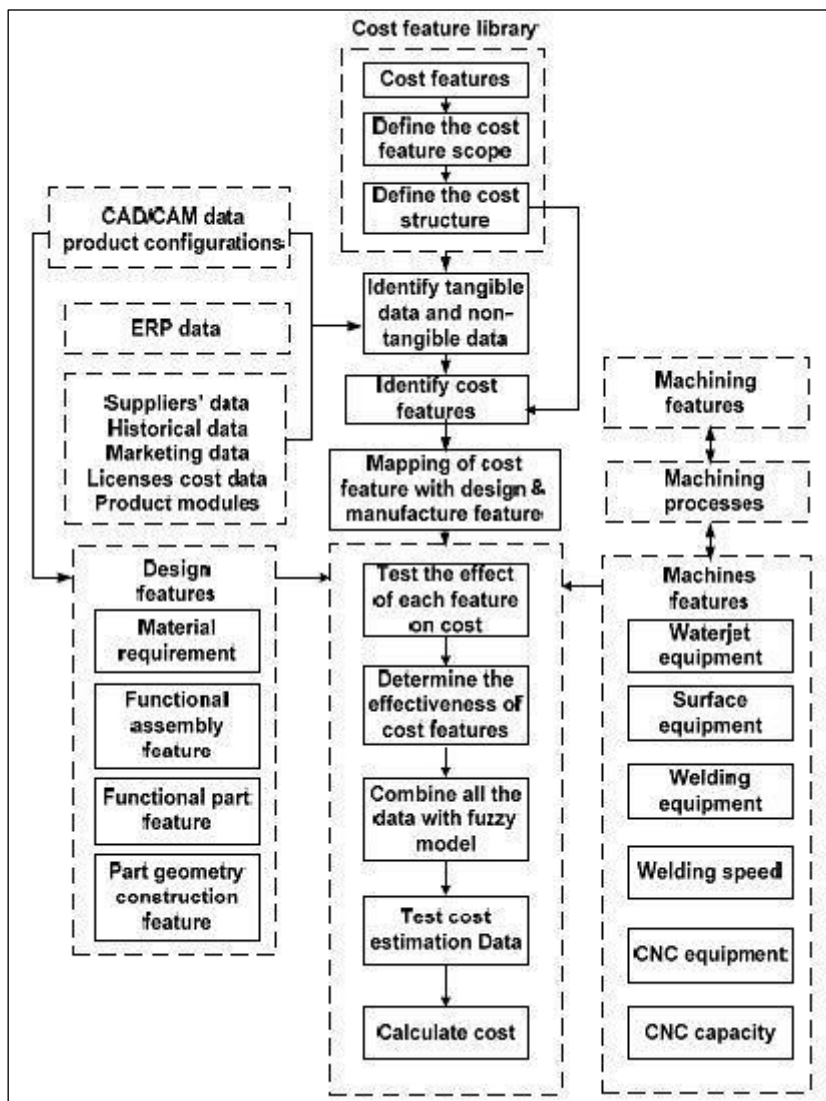 Cost feature library
Cost features
Define the cost
feature scope
Define the cost
structure
CAD/CAM data
product configurations
ERP data
Suppliers' data
Historical data
Marketing data
Licenses cost data
Product modules
Identify tangible
data and non-
tangible data
Identify cost
features
Mapping of cost
feature with design &
manufacture feature
Machining
features
Machining
processes
Design
features
Material
requirement
Functional
assembly
feature
Functional part
feature
Part geometry
construction
feature
Test the effect
of each feature
on cost
Determine the
effectiveness of
cost features
Combine all the
data with fuzzy
model
Test cost
estimation Data
Calculate cost
Machines
features
Waterjet
equipment
Surface
equipment
Welding
equipment
Welding speed
CNC equipment
CNC capacity